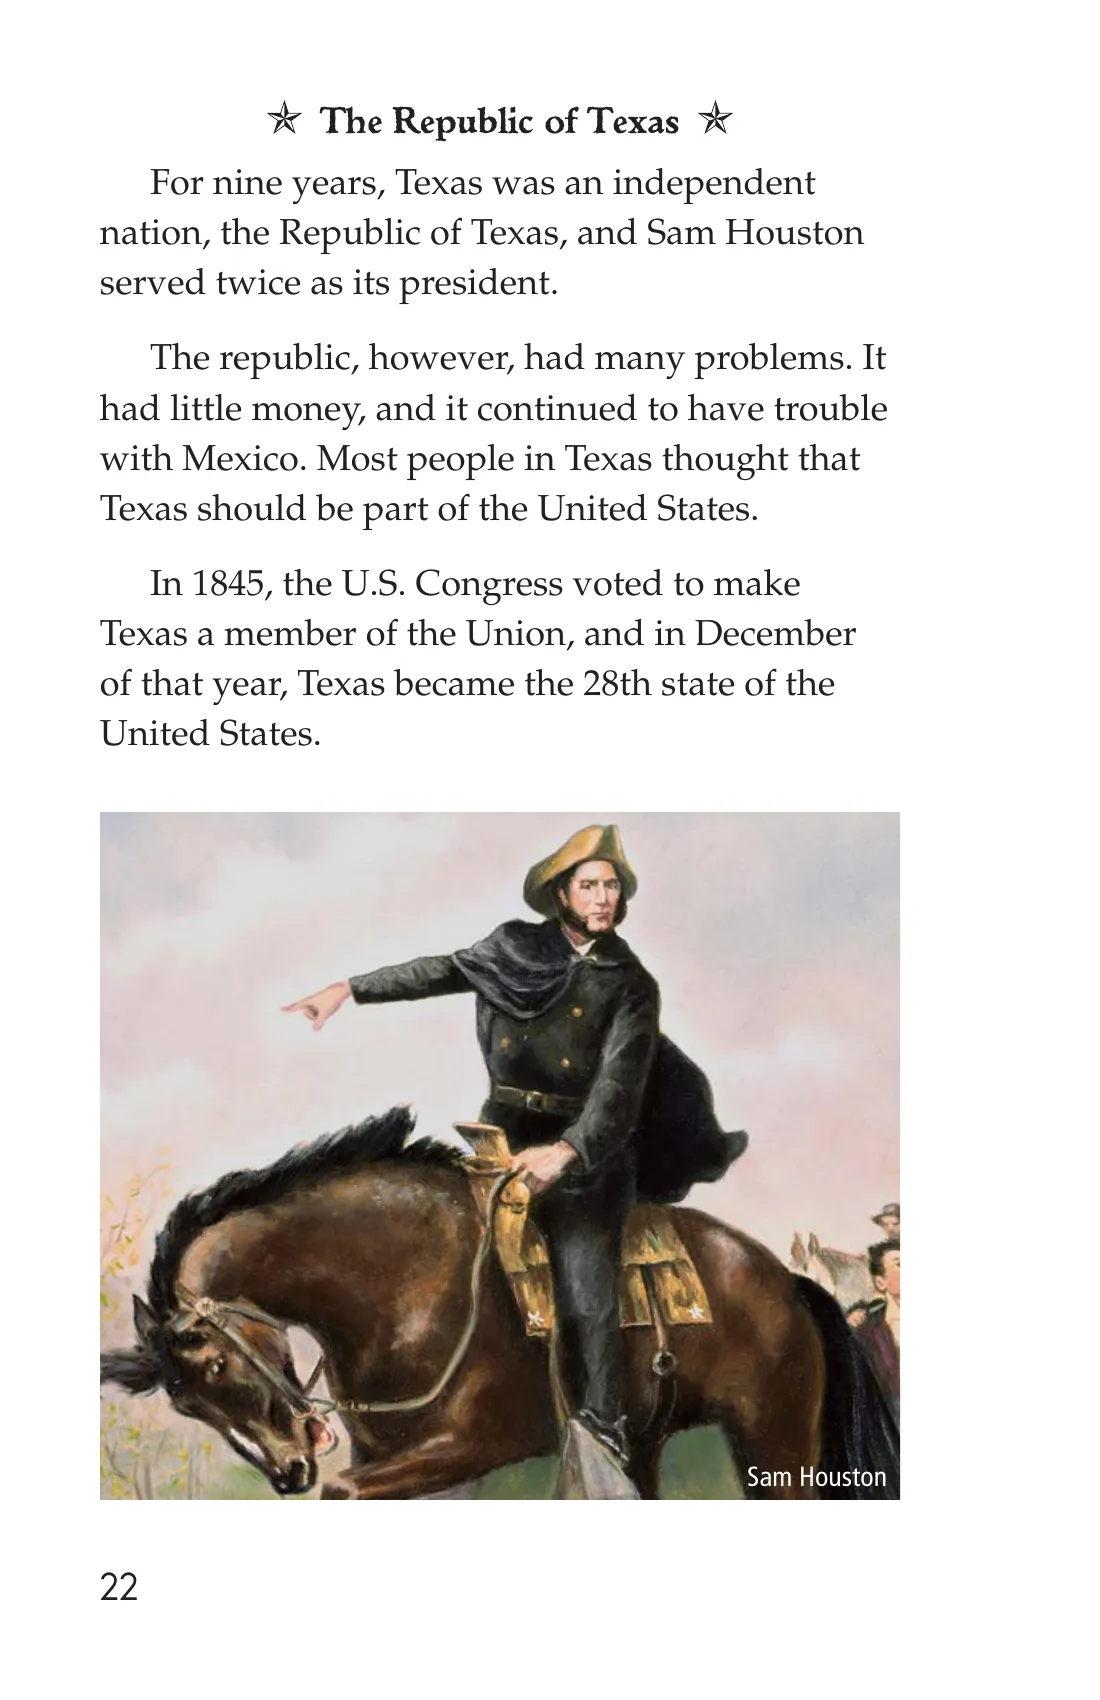 The Republic of Texas
For nine years, Texas was an independent
nation, the Republic of Texas, and Sam Houston
served twice as its president.
The republic, however, had many problems. It
had little money, and it continued to have trouble
with Mexico. Most people in Texas thought that
Texas should be part of the United States.
In 1845, the U.S. Congress voted to make
Texas a member of the Union, and in December
of that year, Texas became the 28th state of the
United States.
Sam Houston
22